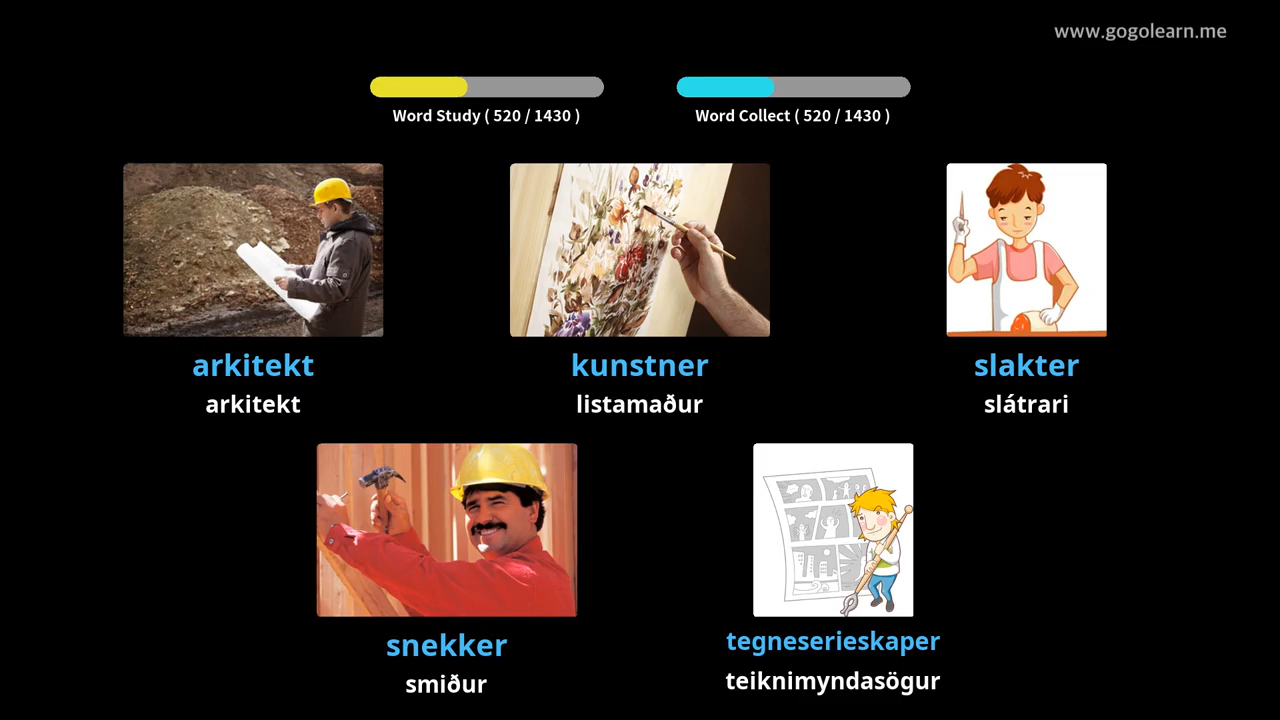 www.gogolearn.me
Word Study ( 520 / 1430 )
Word Collect ( 520 / 1430 )
arkitekt
arkitekt
kunstner
listamaður
slakter
slátrari
snekker
smiður
tegneserieskaper
teiknimyndasögur